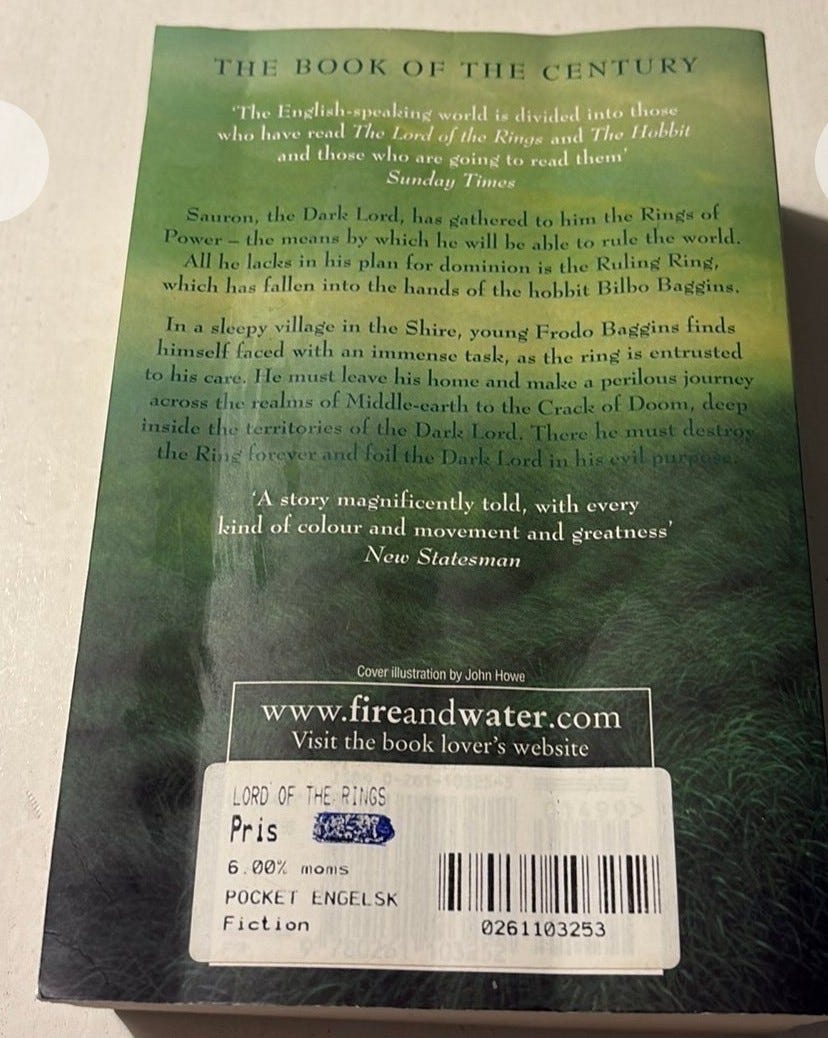 THE BOOK OF THE CENTURY
'The English-speaking world is divided into those
who have read The Lord of the Rings and The Hobbit
and those who are going to read them'
Sunday Times
Sauron, the Dark Lord, has gathered to him the Rings of
Power – the means by which he will be able to rule the world.
All he lacks in his plan for dominion is the Ruling Ring,
which has fallen into the hands of the hobbit Bilbo Baggins.
In a sleepy village in the Shire, young Frodo Baggins finds
himself faced with an immense task, as the ring is entrusted
to his care. He must leave his home and make a perilous journey
across the realms of Middle-earth to the Crack of Doom, deep
inside the territories of the Dark Lord. There he must destroy
the Ring forever and foil the Dark Lord in his evil purpose.
'A story magnificently told, with every
kind of colour and movement and greatness'
New Statesman
Cover illustration by John Howe
www.fireandwater.com
Visit the book lover's website
LORD OF THE RINGS
Pris
6.00% moms
POCKET ENGELSK
Fiction
0261103253